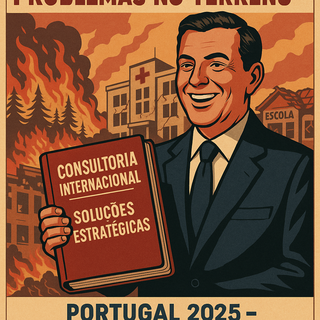 PROBLEMAS NO TERRENO
ESCOLA
CONSULTORIA
INTERNACIONAL
SOLUÇÕES
ESTRATÉGICAS
PORTUGAL 2025 –